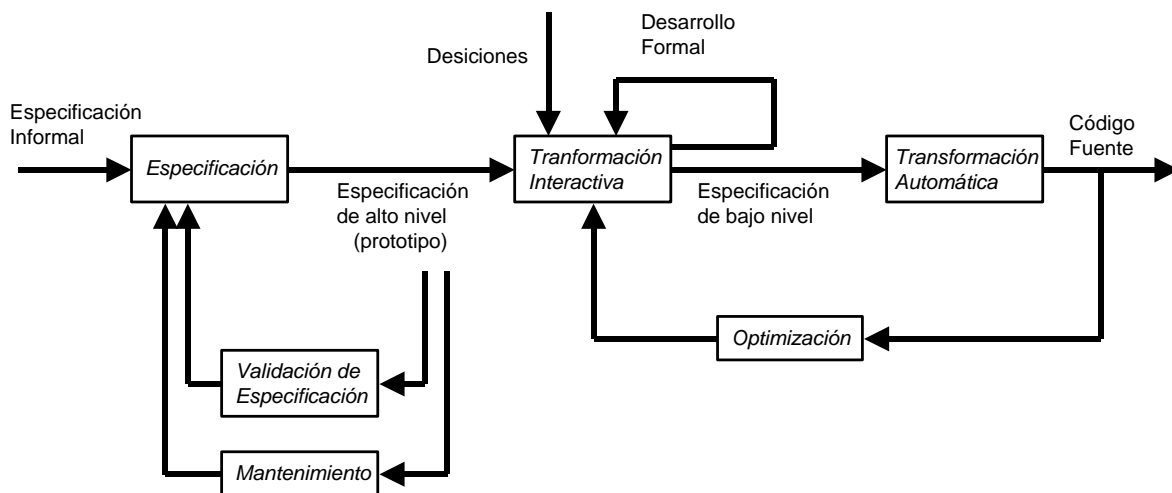 Desiciones
Desarrollo
Formal
Especificación
Informal
Especificación
Especificación
de alto nivel
(prototipo)
Tranformación
Interactiva
Especificación
de bajo nivel
Transformación
Automática
Código
Fuente
Optimización
Validación de
Especificación
Mantenimiento